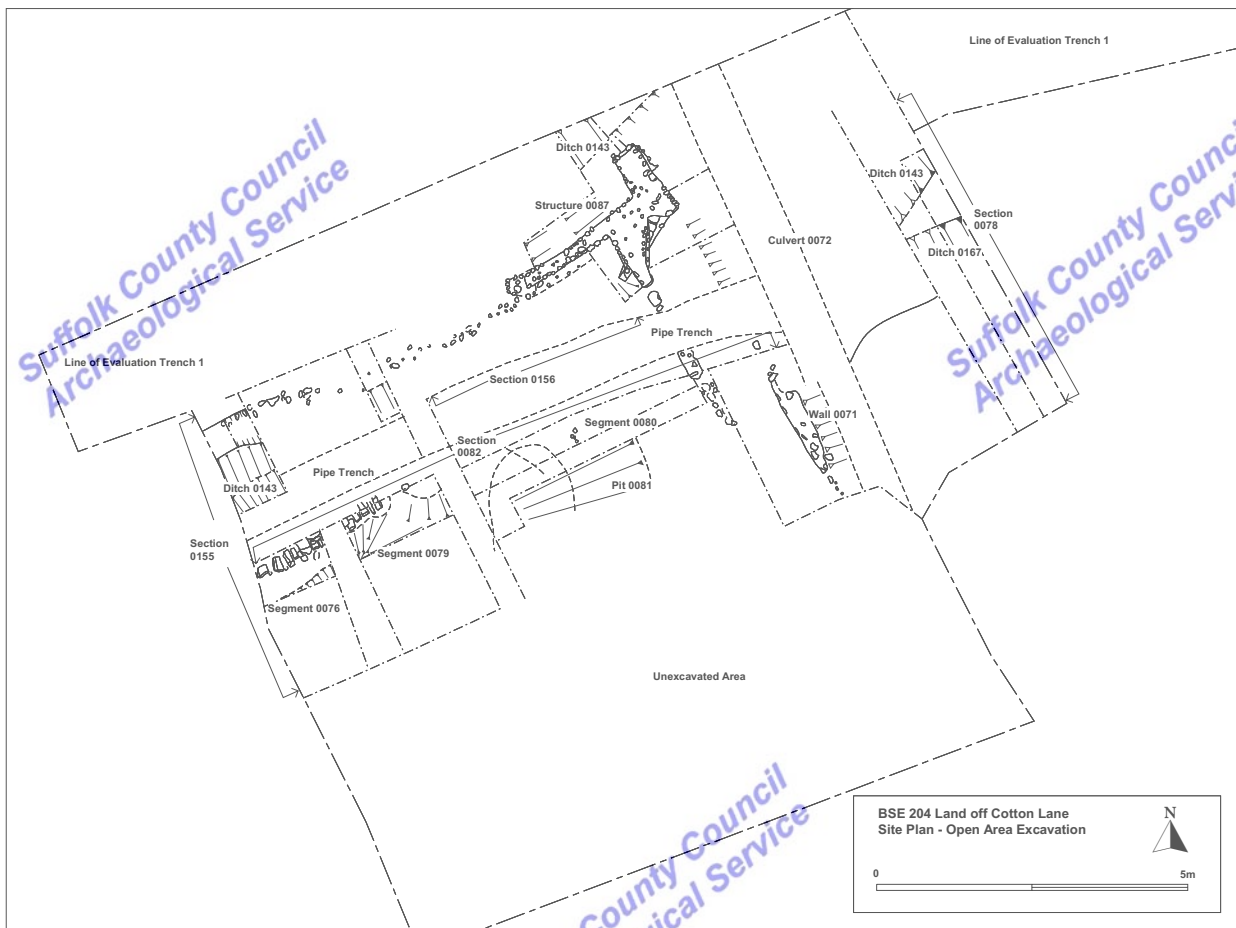 Line of Evaluation Trench 1
Suffolk County Council
Archaeological Service
Ditch 0143
Structure 0087
Culvert 0072
Ditch 0143
Section
0078
Ditch 0167
Suffolk County Council
Archaeological Service
Line of Evaluation Trench 1
Pipe Trench
Section 0156
Section
0082
Segment 0080
Wall 0071
Pipe Trench
Pit 0081
Ditch 0143
Section
0155
Segment 0079
Segment 0076
Unexcavated Area
County Council
Service
BSE 204 Land off Cotton Lane
Site Plan - Open Area Excavation
N
0
5m